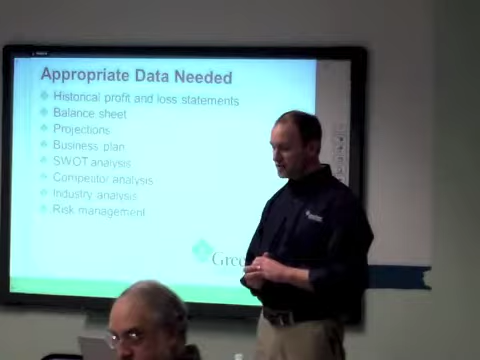 Appropriate Data Needed
Historical profit and loss statements
Balance sheet
Projections
Business plan
SWOT analysis
Competitor analysis
Industry analysis
Risk management